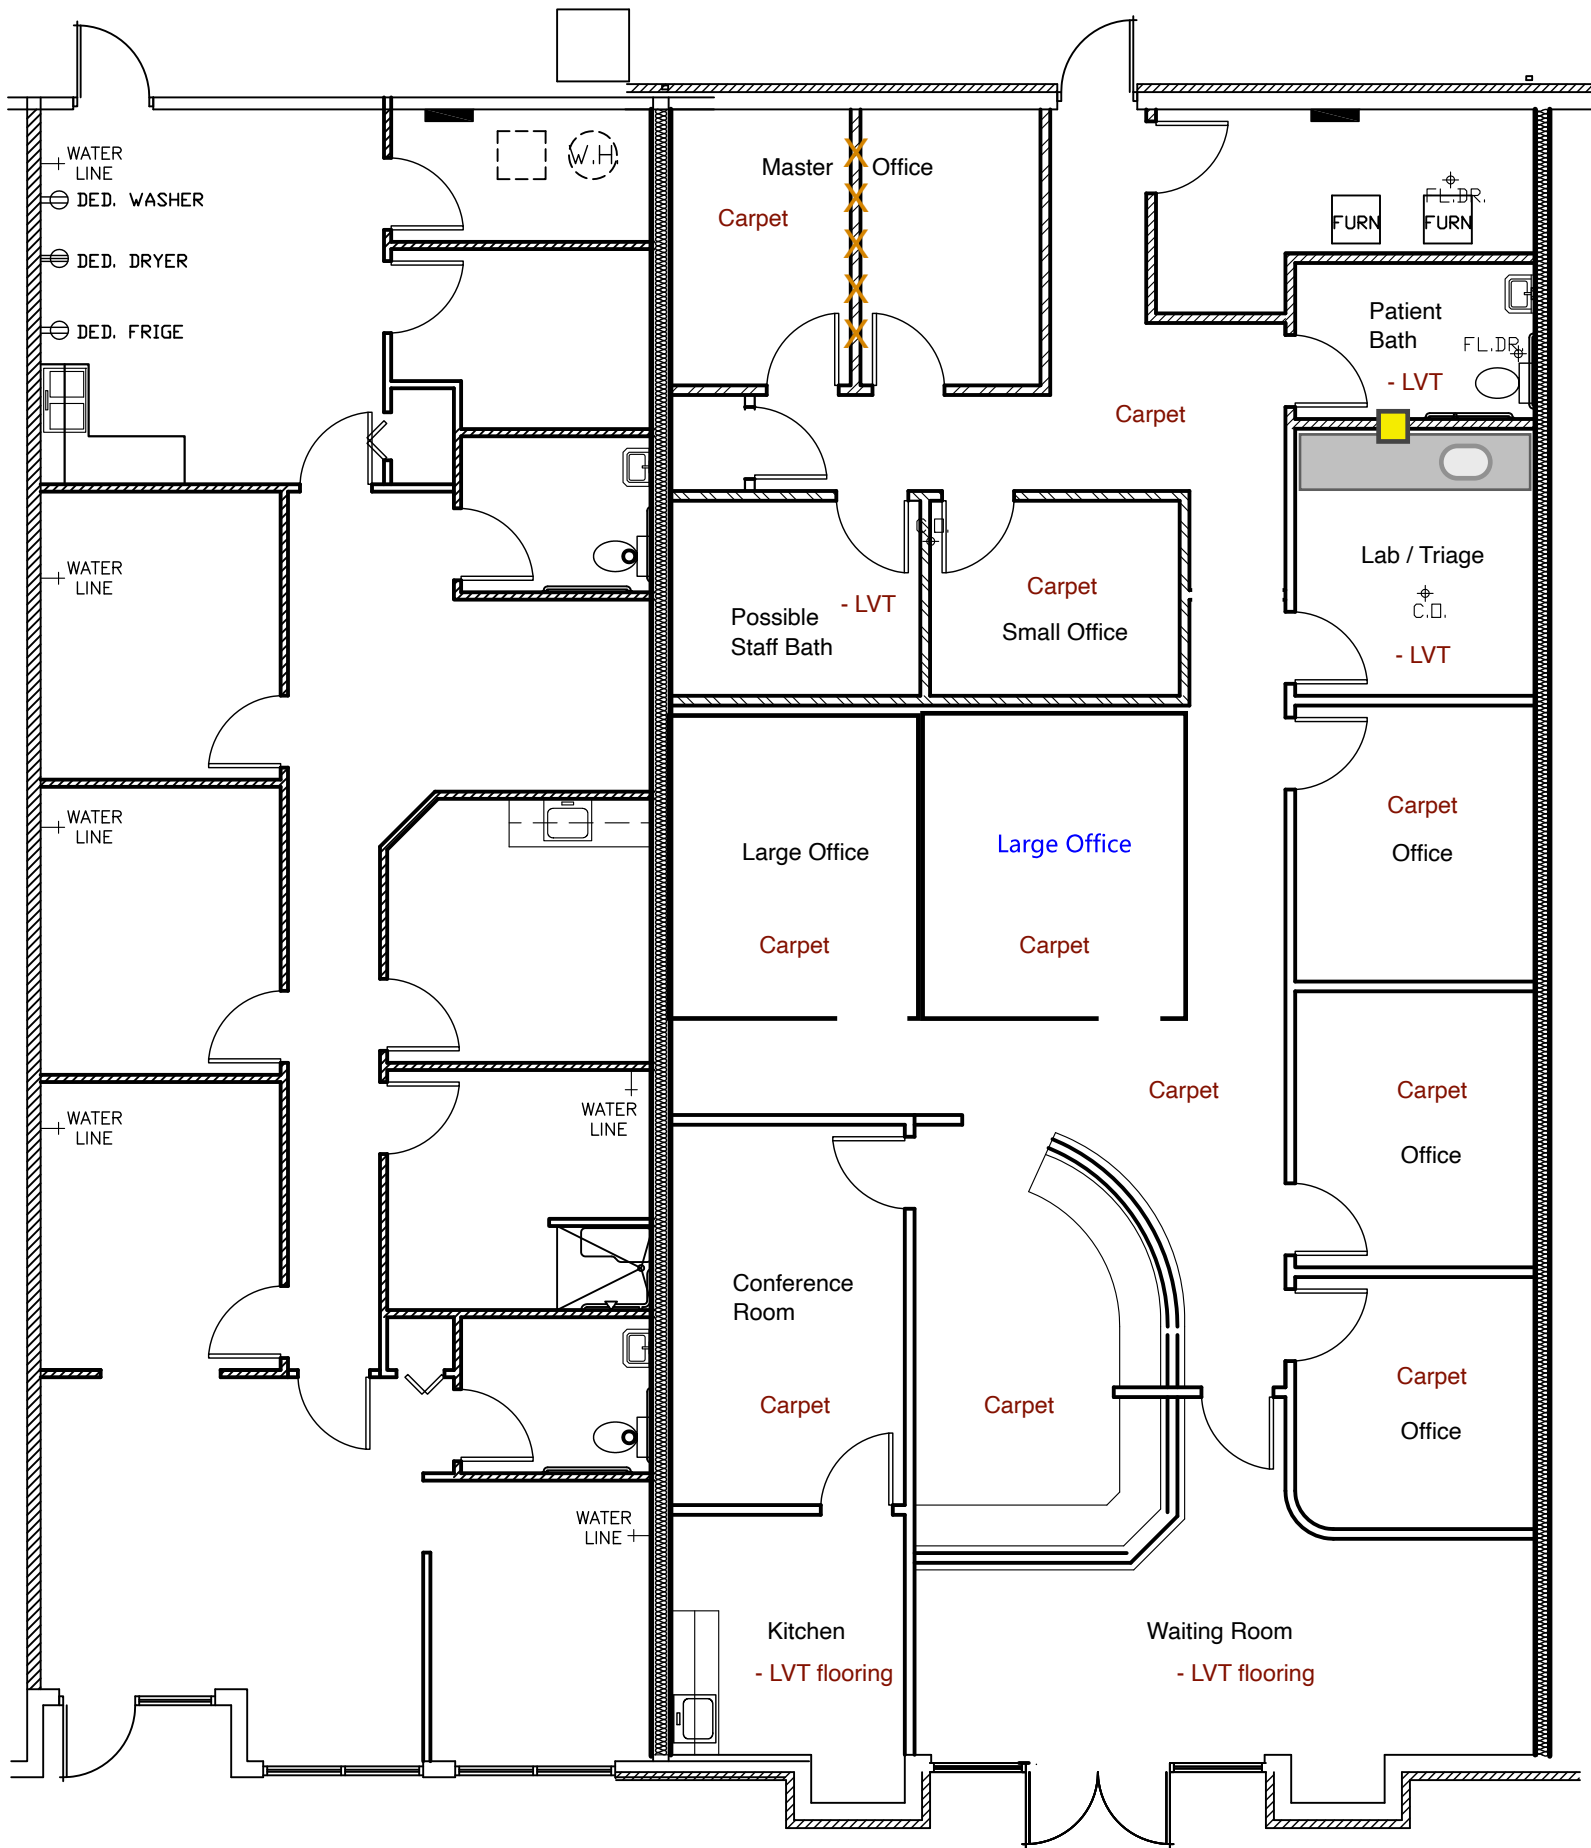 WATER
LINE
DED. WASHER
DED. DRYER
DED. FRIGE
W.H.
Master Office
Carpet
FL.DR.
FURN
FURN
Patient
Bath
FL.DR.
- LVT
Carpet
WATER
LINE
C.O.
Carpet
Small Office
Possible
Staff Bath
- LVT
Lab / Triage
C.O.
- LVT
WATER
LINE
Large Office
Carpet
Large Office
Carpet
Carpet
Office
WATER
LINE
WATER
LINE
Carpet
Carpet
Office
Conference
Room
Carpet
Carpet
Carpet
Office
WATER
LINE
Kitchen
- LVT flooring
Waiting Room
- LVT flooring